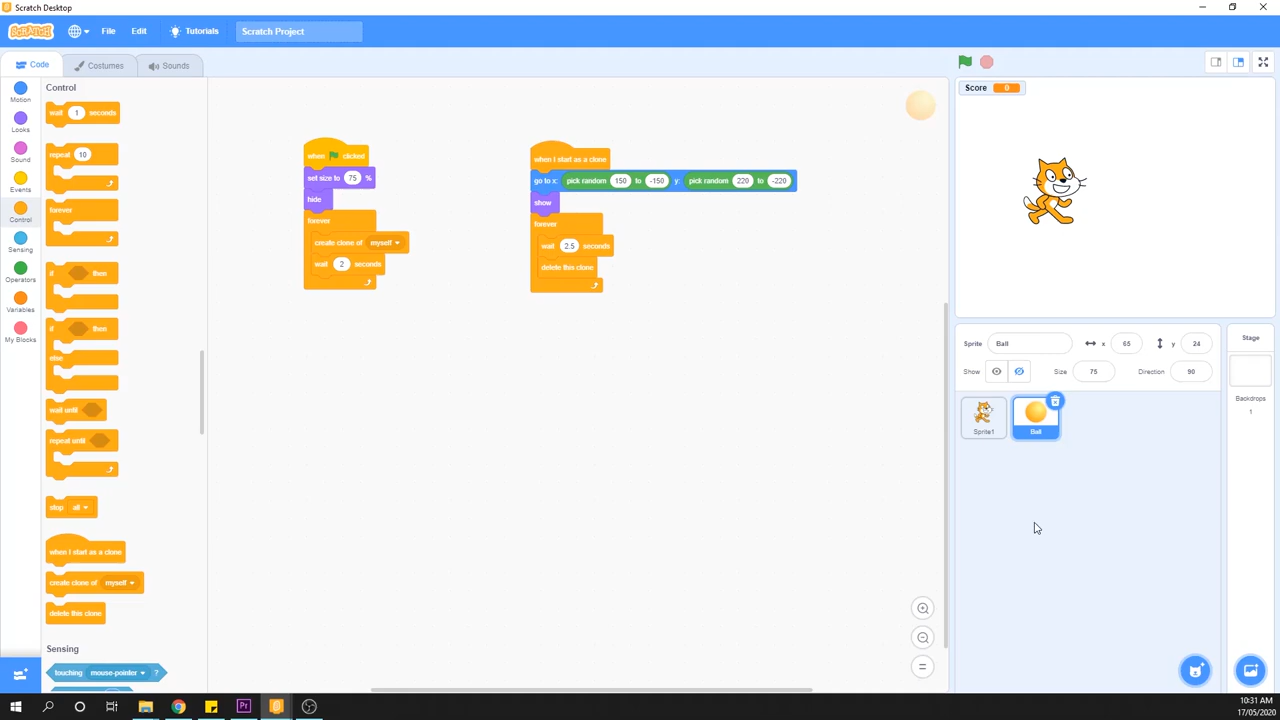 Scratch Desktop
SCRATCH
File
Edit
Tutorials
Scratch Project
Code
Costumes
Sounds
Motion
Looks
Sound
Events
Control
Sensing
Operators
Variables
My Blocks
Control
wait 1 seconds
repeat 10
forever
if then
if then
else
wait until
repeat until
stop all
when I start as a clone
create clone of myself
delete this clone
Sensing
touching mouse-pointer ?
when clicked
set size to 75 %
hide
forever
create clone of myself
wait 2 seconds
when I start as a clone
go to x: pick random 150 to -150 y: pick random 220 to -220
show
forever
wait 2.5 seconds
delete this clone
Score 0
Sprite Ball x 65 y 24
Show Size 75 Direction 90
Sprite1
Ball
Stage
Backdrops
1
Pr
10:31 AM
17/05/2020